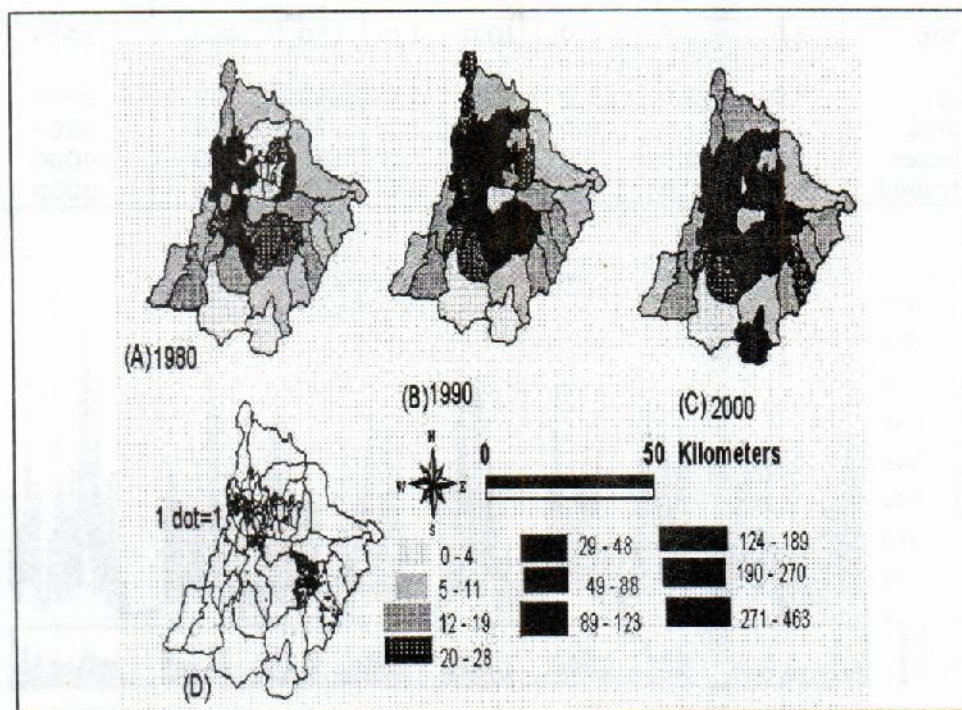 (A) 1980
(B) 1990
(C) 2000
N
W E
S
0 50 Kilometers
1 dot=1
0 - 4
5 - 11
12 - 19
20 - 28
29 - 48
49 - 88
89 - 123
124 - 189
190 - 270
271 - 463
(D)